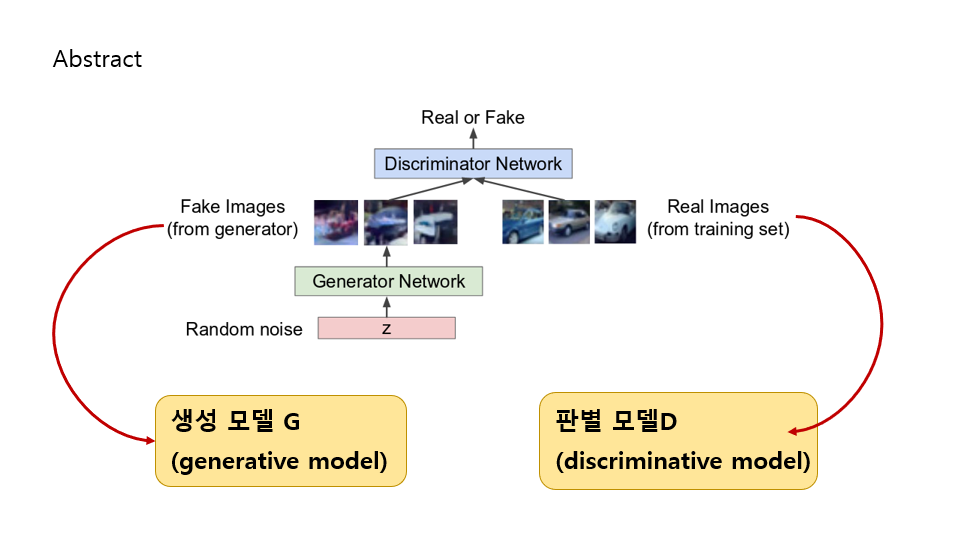 Abstract
Real or Fake
Discriminator Network
Fake Images
(from generator)
Real Images
(from training set)
Generator Network
Random noise
z
생성 모델 G
(generative model)
판별 모델D
(discriminative model)